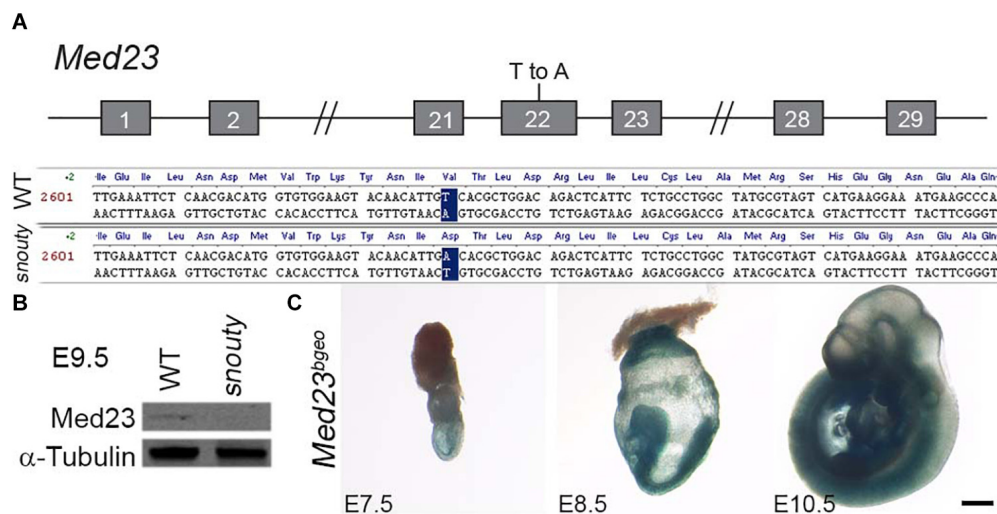 A
Med23
T to A
1 2 21 22 23 28 29
WT
+2 Ile Glu Ile Leu Asn Asp Met Val Trp Lys Tyr Asn Ile Val Thr Leu Asp Arg Leu Ile Leu Cys Leu Ala Met Arg Ser His Glu Gly Asn Glu Ala Gln
2601 TTGAAATTCT CAACGACATG GTGTGGAAGT ACAACATTGT CACGCTGGAC AGACTCATTC TCTGCCTGGC TATGCGTAGT CATGAAGGAA ATGAAGCCCA
AACTTTAAGA GTTGCTGTAC CACACCTTCA TGTTGTAACA GTGCGACCTG TCTGAGTAAG AGACGGACCG ATACGCATCA GTACTTCCTT TACTTCGGGT
snouty
+2 Ile Glu Ile Leu Asn Asp Met Val Trp Lys Tyr Asn Ile Asp Thr Leu Asp Arg Leu Ile Leu Cys Leu Ala Met Arg Ser His Glu Gly Asn Glu Ala Gln
2601 TTGAAATTCT CAACGACATG GTGTGGAAGT ACAACATTGA CACGCTGGAC AGACTCATTC TCTGCCTGGC TATGCGTAGT CATGAAGGAA ATGAAGCCCA
AACTTTAAGA GTTGCTGTAC CACACCTTCA TGTTGTAACT GTGCGACCTG TCTGAGTAAG AGACGGACCG ATACGCATCA GTACTTCCTT TACTTCGGGT
B
E9.5
WT
snouty
Med23
α-Tubulin
C
Med23bgeo
E7.5
E8.5
E10.5